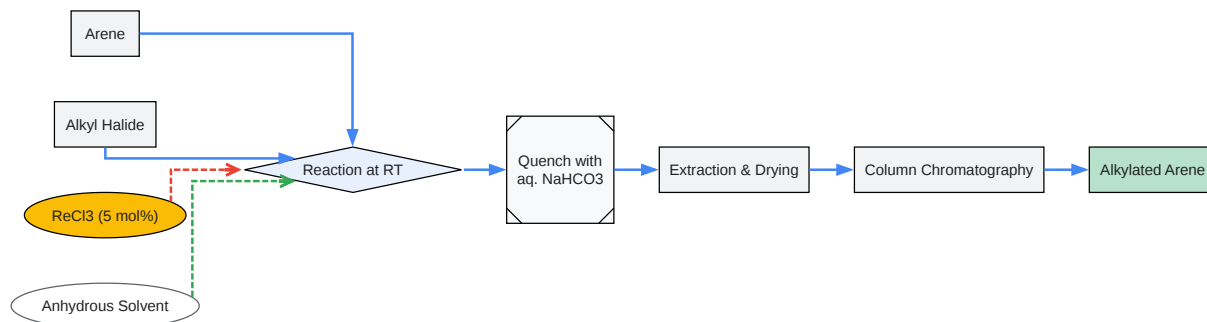 Arene
Alkyl Halide
Reaction at RT
ReCl3 (5 mol%)
Anhydrous Solvent
Quench with
aq. NaHCO3
Extraction & Drying
Column Chromatography
Alkylated Arene